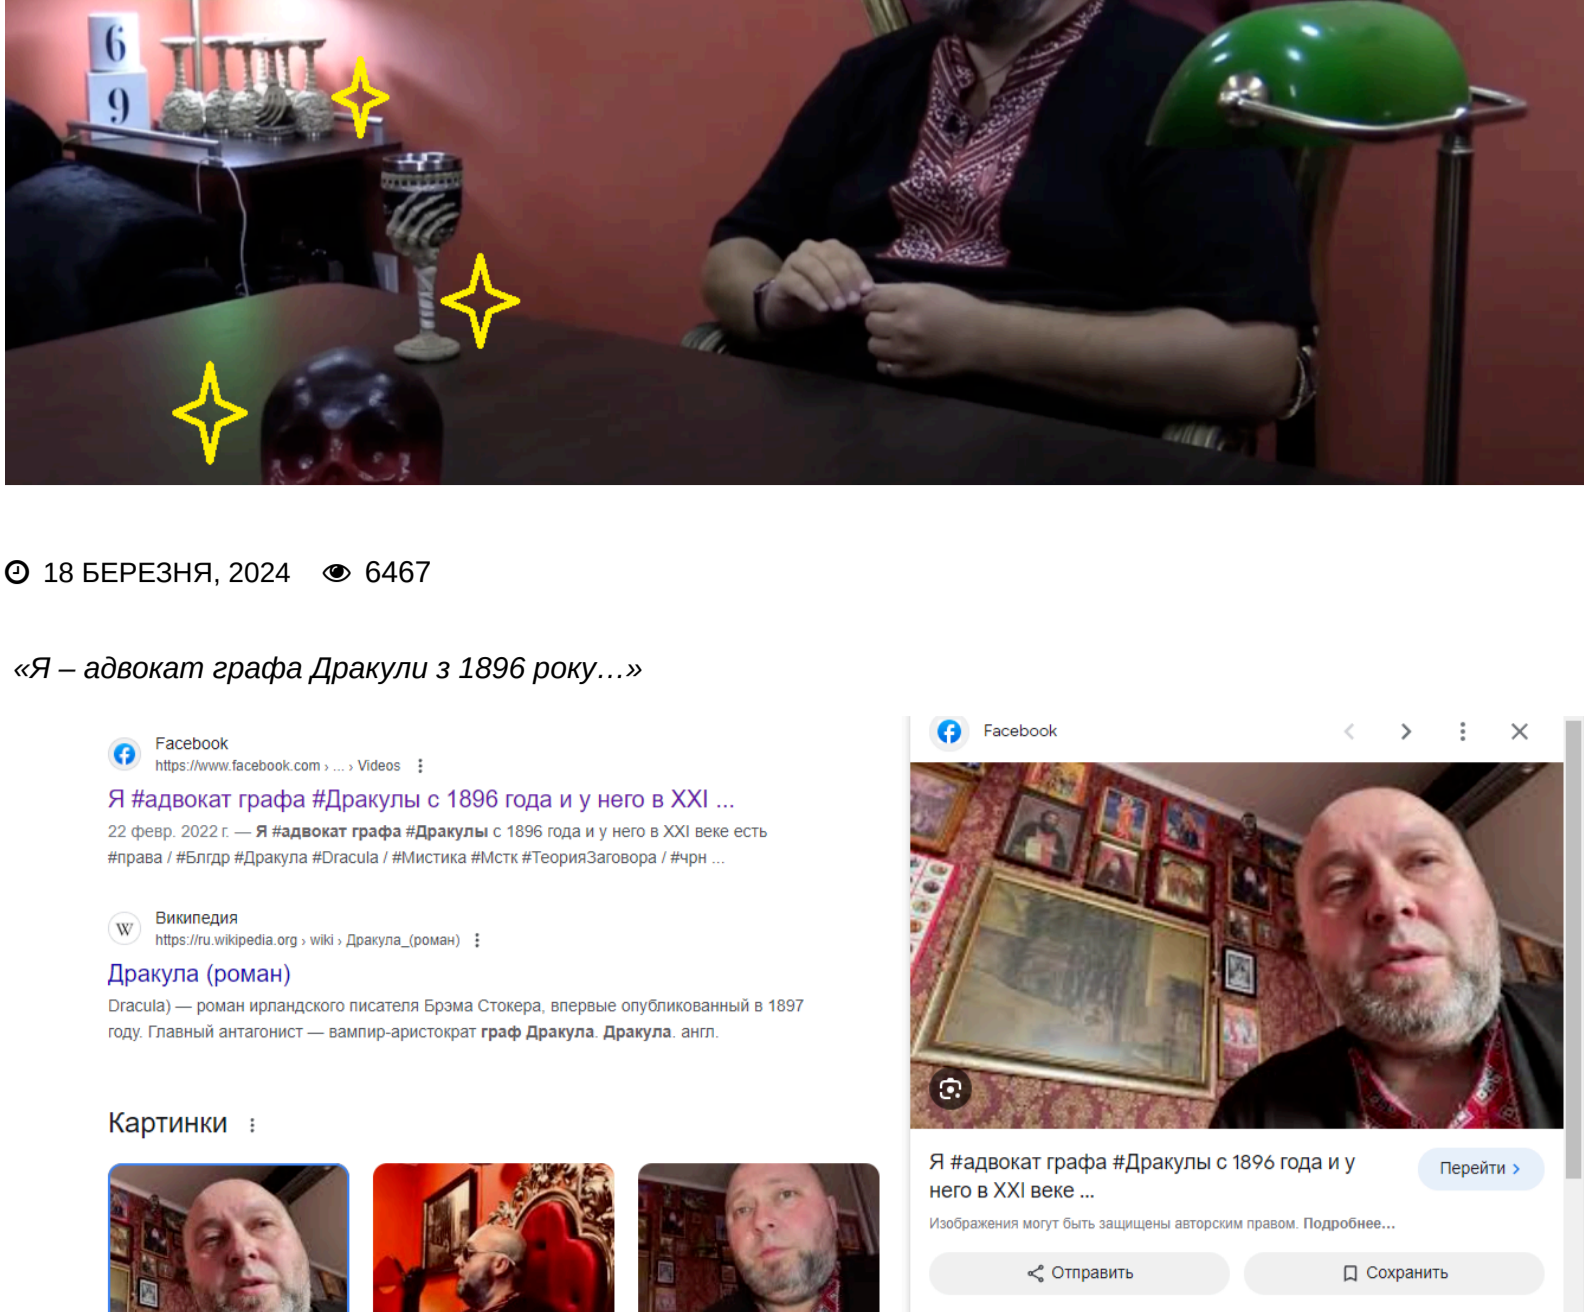 6
9
18 БЕРЕЗНЯ, 2024 6467
«Я – адвокат графа Дракули з 1896 року…»
Facebook
https://www.facebook.com › ... › Videos
Я #адвокат графа #Дракулы с 1896 года и у него в XXI ...
22 февр. 2022 г. — Я #адвокат графа #Дракулы с 1896 года и у него в XXI веке есть
#права / #Блгдр #Дракула #Dracula / #Мистика #Мстк #ТеорияЗаговора / #чрн ...
W
Википедия
https://ru.wikipedia.org › wiki › Дракула_(роман)
Дракула (роман)
Dracula) — роман ирландского писателя Брэма Стокера, впервые опубликованный в 1897
году. Главный антагонист — вампир-аристократ граф Дракула. Дракула. англ.
Картинки
Facebook
Я #адвокат графа #Дракулы с 1896 года и у
него в XXI веке ...
Перейти
Изображения могут быть защищены авторским правом. Подробнее...
Отправить
Сохранить